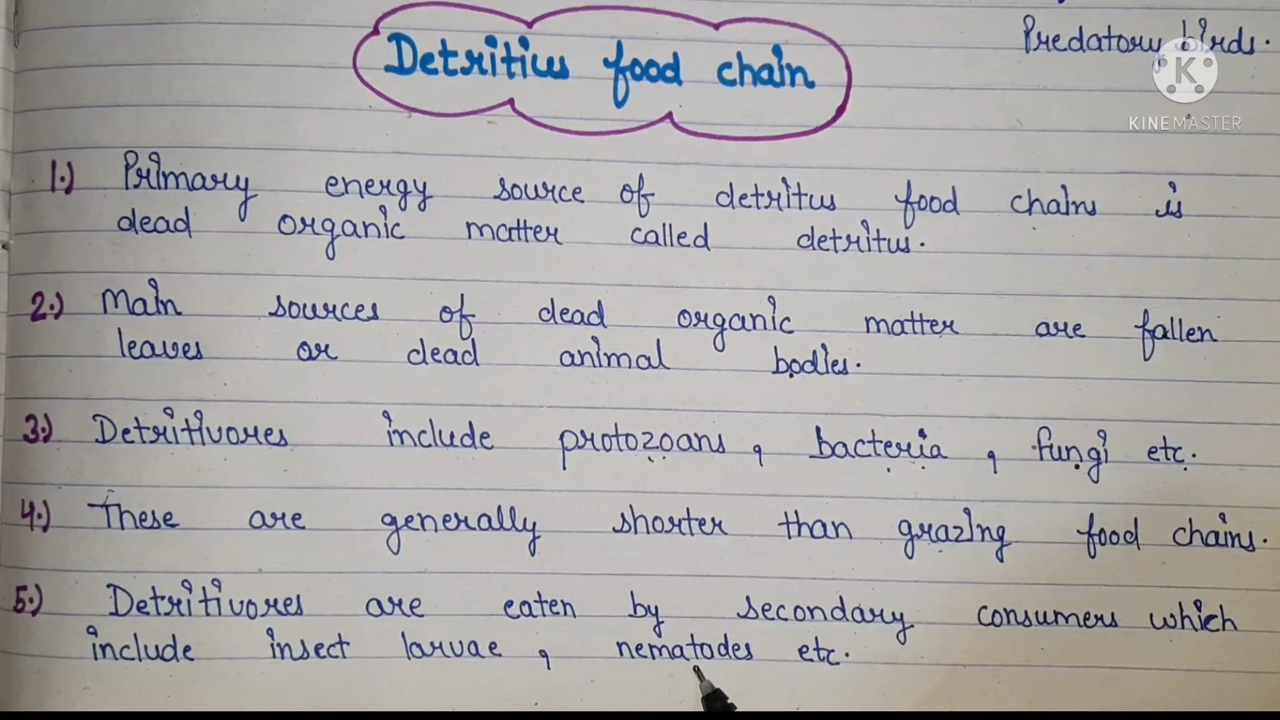 Predatory birds.
KINEMASTER
Detritius food chain
1.) Primary energy source of detritus food chains is
dead organic matter called detritus.
2.) Main sources of dead organic matter are fallen
leaves or dead animal bodies.
3.) Detritivores include protozoans, bacteria, fungi etc.
4.) These are generally shorter than grazing food chains.
5.) Detritivores are eaten by secondary consumers which
include insect larvae, nematodes etc.